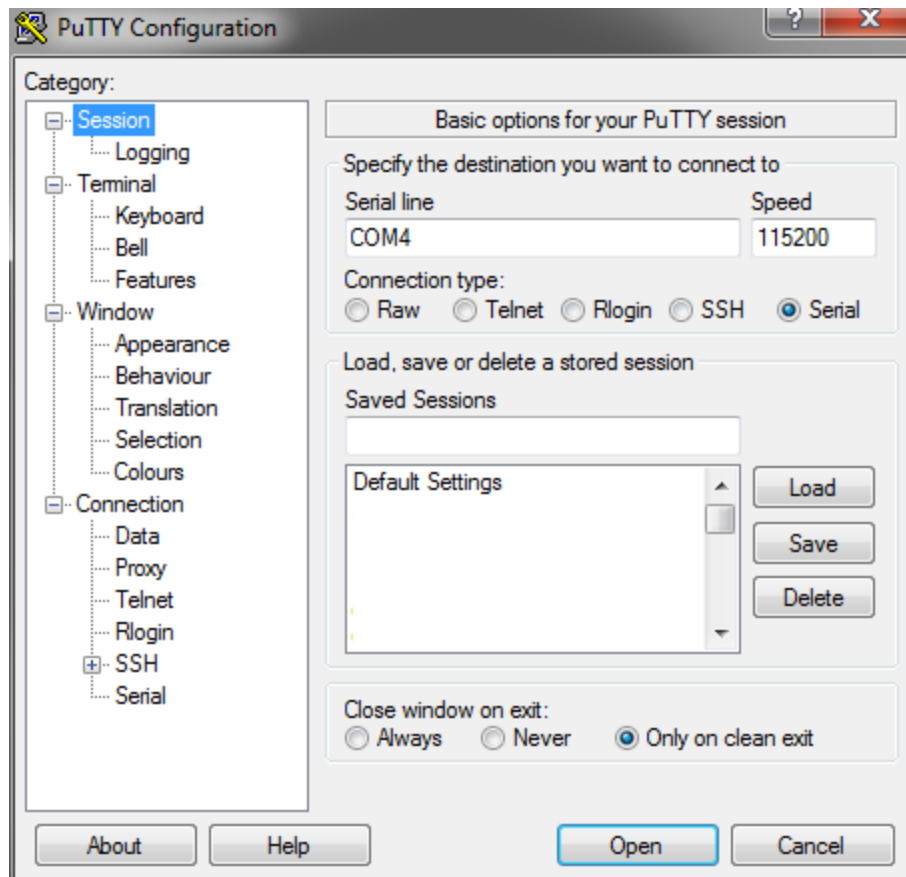 PuTTY Configuration
?
X
Category:
Session
Logging
Terminal
Keyboard
Bell
Features
Window
Appearance
Behaviour
Translation
Selection
Colours
Connection
Data
Proxy
Telnet
Rlogin
SSH
Serial
Basic options for your PuTTY session
Specify the destination you want to connect to
Serial line Speed
COM4 115200
Connection type:
Raw Telnet Rlogin SSH Serial
Load, save or delete a stored session
Saved Sessions
Default Settings
Load
Save
Delete
Close window on exit:
Always Never Only on clean exit
About Help Open Cancel